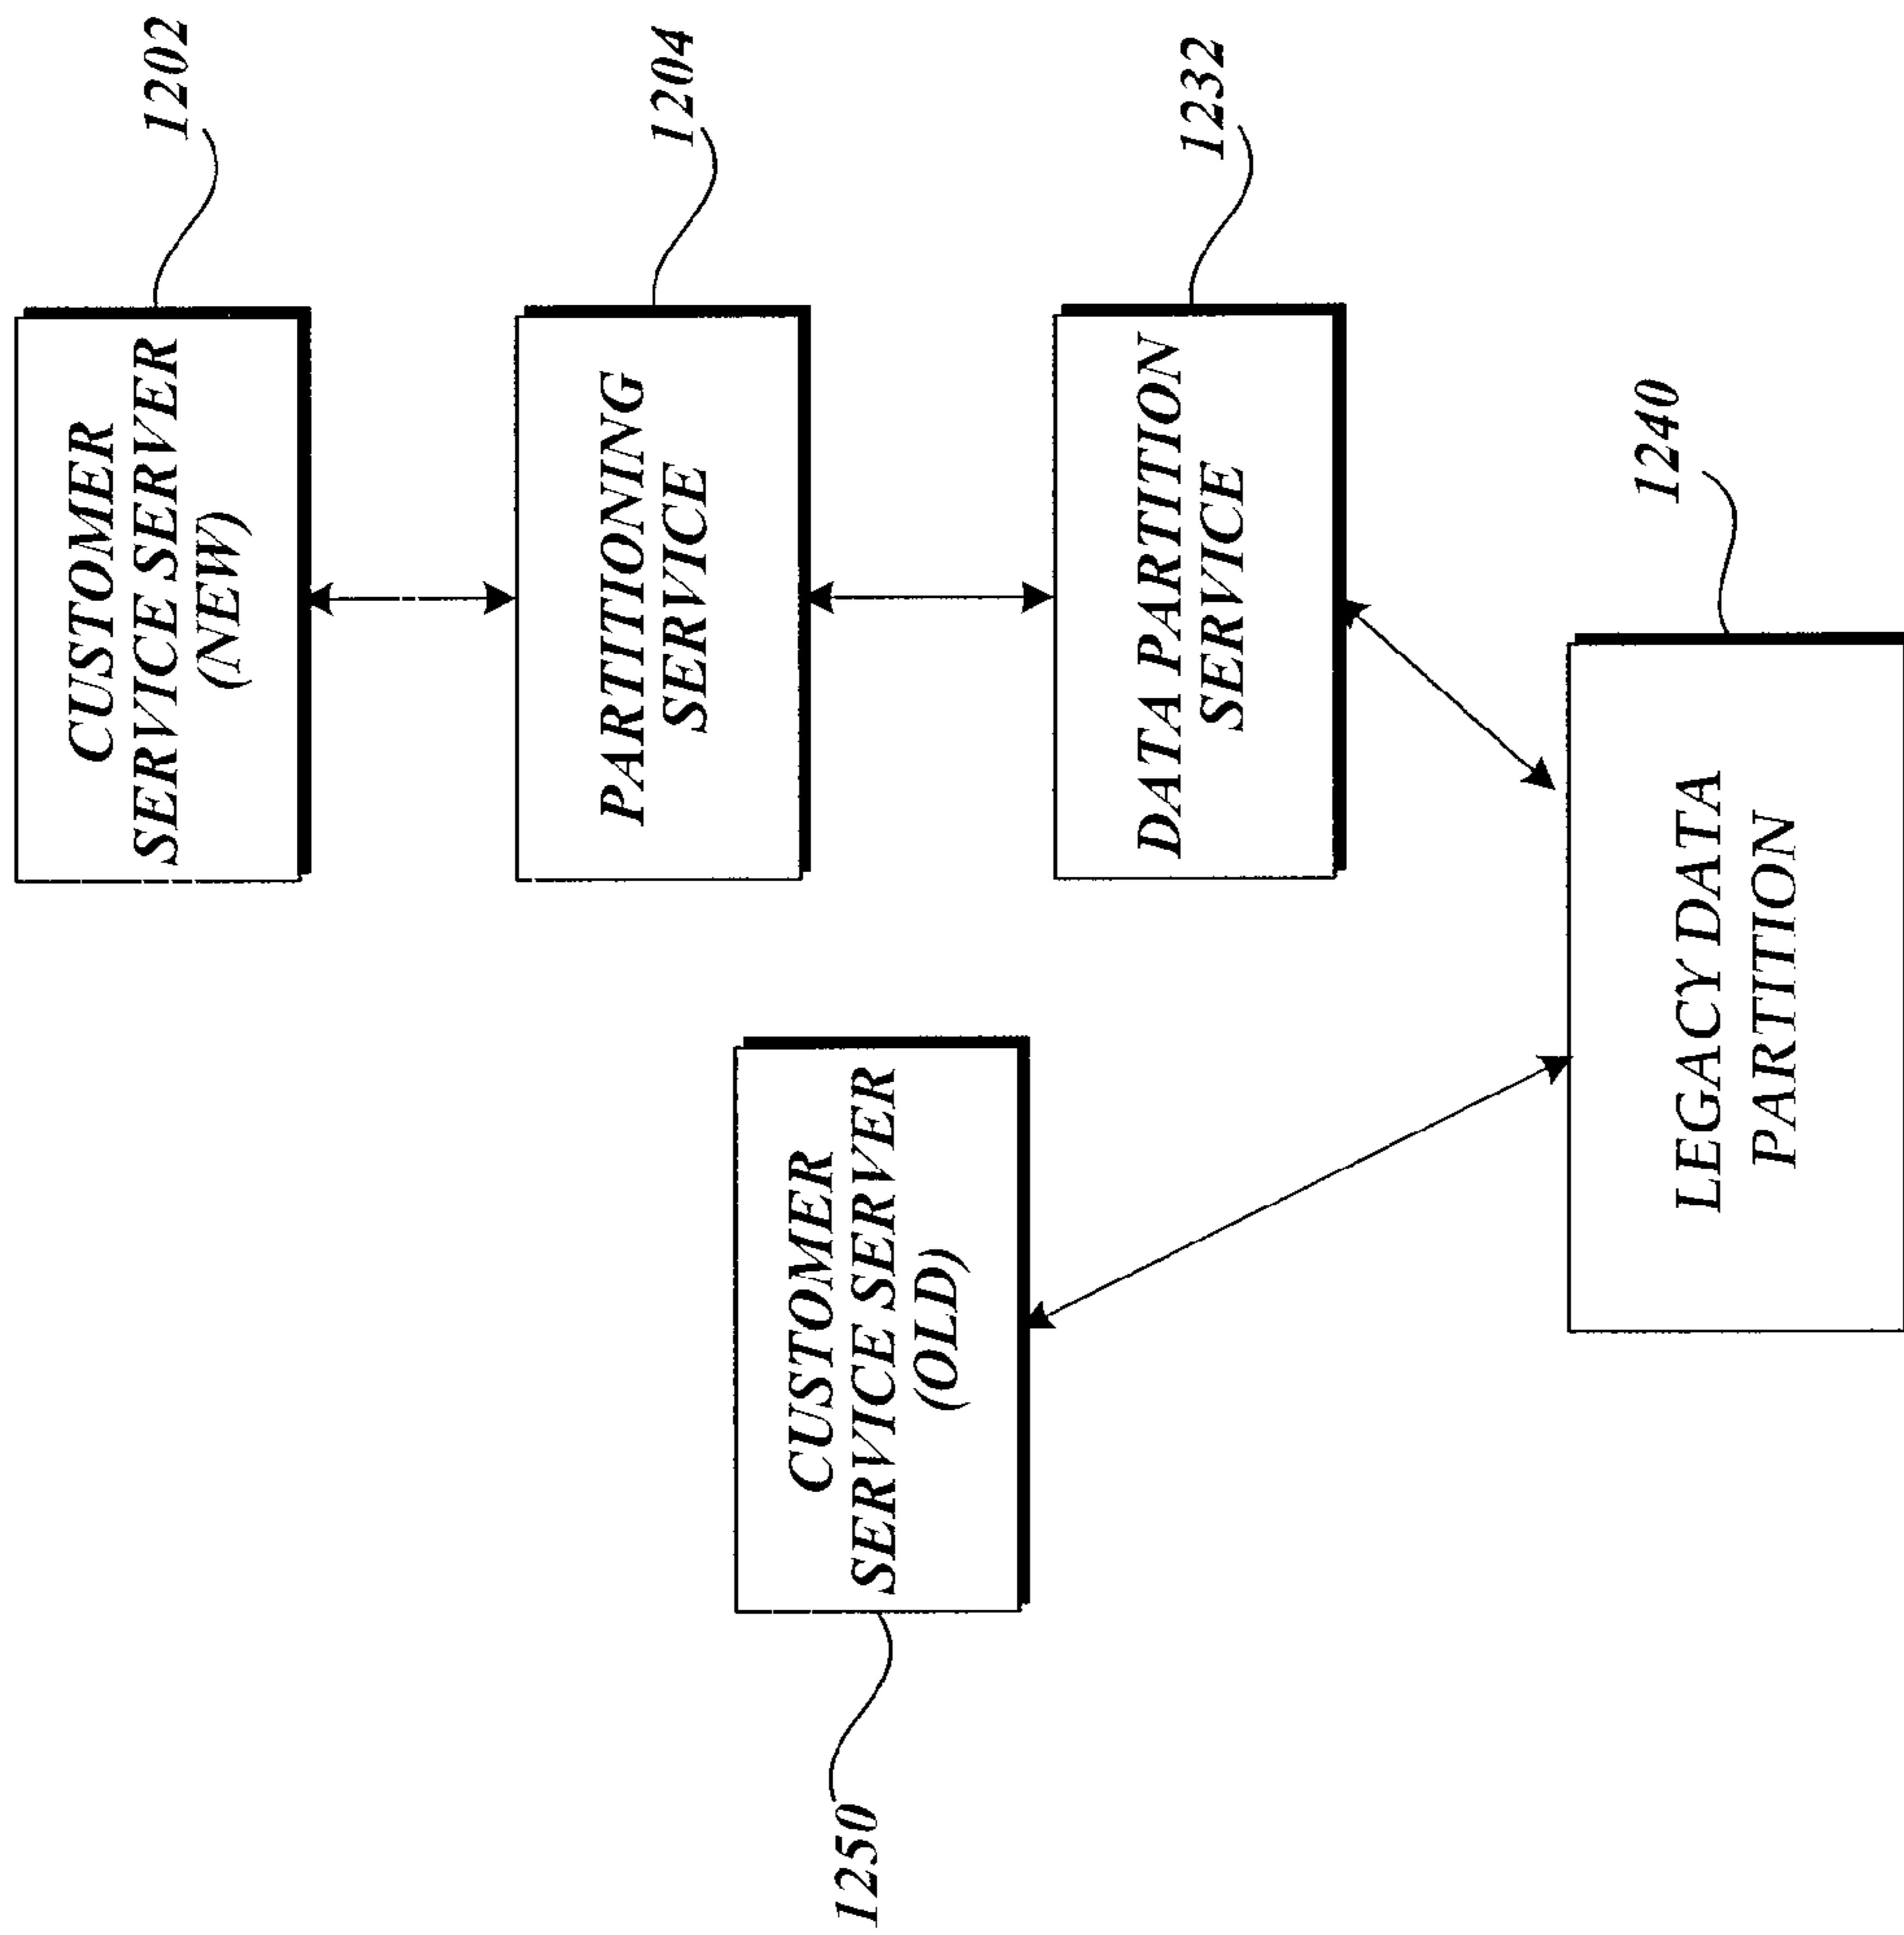 1202
CUSTOMER
SERVICE SERVER
(NEW)
1204
PARTITIONING
SERVICE
1232
DATA PARTITION
SERVICE
1250
CUSTOMER
SERVICE SERVER
(OLD)
1240
LEGACY DATA
PARTITION